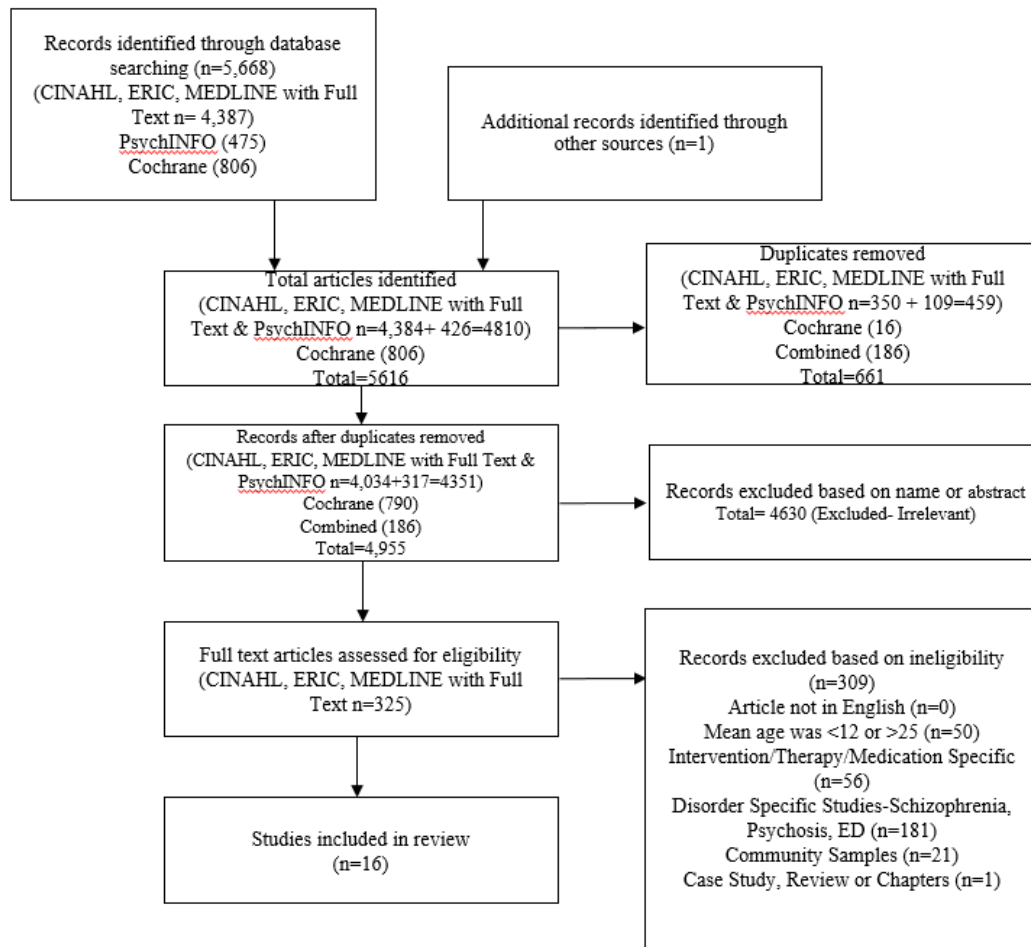 Records identified through database
searching (n=5,668)
(CINAHL, ERIC, MEDLINE with Full
Text n= 4,387)
PsychINFO (475)
Cochrane (806)
Additional records identified through
other sources (n=1)
Total articles identified
(CINAHL, ERIC, MEDLINE with Full
Text & PsychINFO n=4,384+ 426=4810)
Cochrane (806)
Total=5616
Duplicates removed
(CINAHL, ERIC, MEDLINE with Full
Text & PsychINFO n=350 + 109=459)
Cochrane (16)
Combined (186)
Total=661
Records after duplicates removed
(CINAHL, ERIC, MEDLINE with Full Text &
PsychINFO n=4,034+317=4351)
Cochrane (790)
Combined (186)
Total=4,955
Records excluded based on name or abstract
Total= 4630 (Excluded- Irrelevant)
Full text articles assessed for eligibility
(CINAHL, ERIC, MEDLINE with Full
Text n=325)
Records excluded based on ineligibility
(n=309)
Article not in English (n=0)
Mean age was <12 or >25 (n=50)
Intervention/Therapy/Medication Specific
(n=56)
Disorder Specific Studies-Schizophrenia,
Psychosis, ED (n=181)
Community Samples (n=21)
Case Study, Review or Chapters (n=1)
Studies included in review
(n=16)